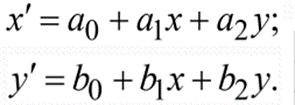 x′ = a₀ + a₁x + a₂y;
y′ = b₀ + b₁x + b₂y.